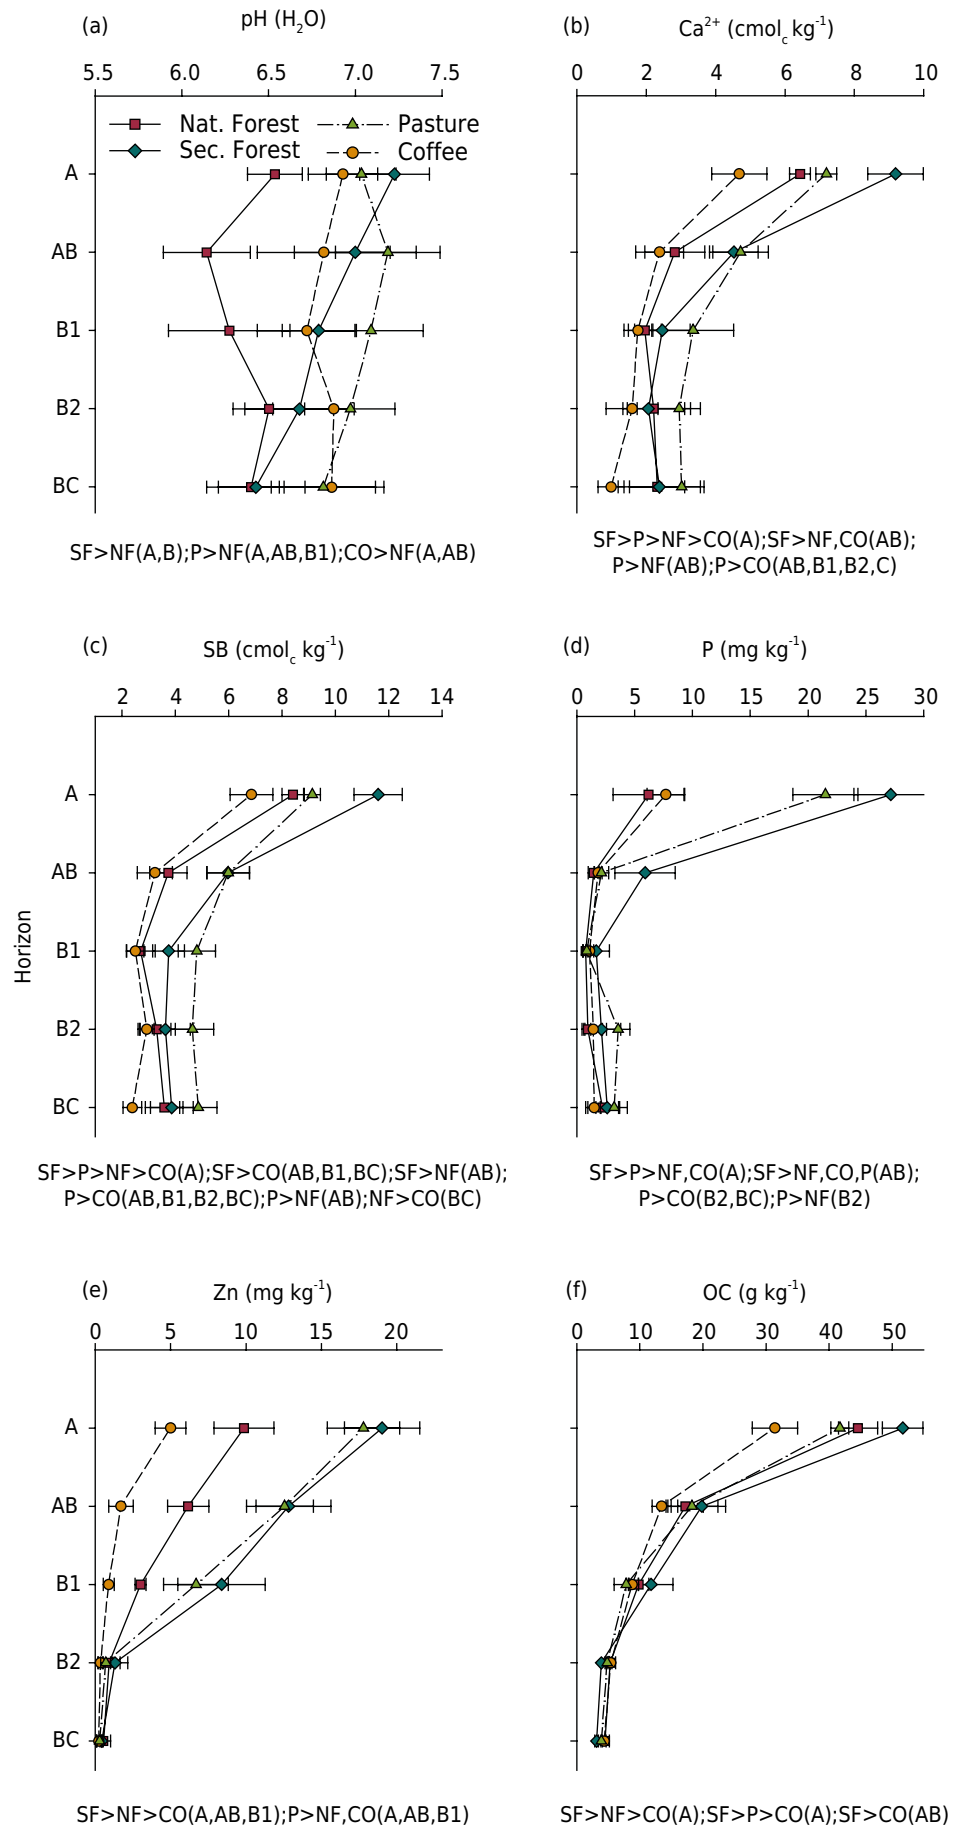 (a) pH (H₂O)
5.5 6.0 6.5 7.0 7.5
Nat. Forest Pasture
Sec. Forest Coffee
A
AB
B1
B2
BC
SF>NF(A,B);P>NF(A,AB,B1);CO>NF(A,AB)
(b) Ca²⁺ (cmol꜀ kg⁻¹)
0 2 4 6 8 10
SF>P>NF>CO(A);SF>NF,CO(AB);
P>NF(AB);P>CO(AB,B1,B2,C)
Horizon
(c) SB (cmol꜀ kg⁻¹)
2 4 6 8 10 12 14
A
AB
B1
B2
BC
SF>P>NF>CO(A);SF>CO(AB,B1,BC);SF>NF(AB);
P>CO(AB,B1,B2,BC);P>NF(AB);NF>CO(BC)
(d) P (mg kg⁻¹)
0 5 10 15 20 25 30
SF>P>NF,CO(A);SF>NF,CO,P(AB);
P>CO(B2,BC);P>NF(B2)
(e) Zn (mg kg⁻¹)
0 5 10 15 20
A
AB
B1
B2
BC
SF>NF>CO(A,AB,B1);P>NF,CO(A,AB,B1)
(f) OC (g kg⁻¹)
0 10 20 30 40 50
SF>NF>CO(A);SF>P>CO(A);SF>CO(AB)